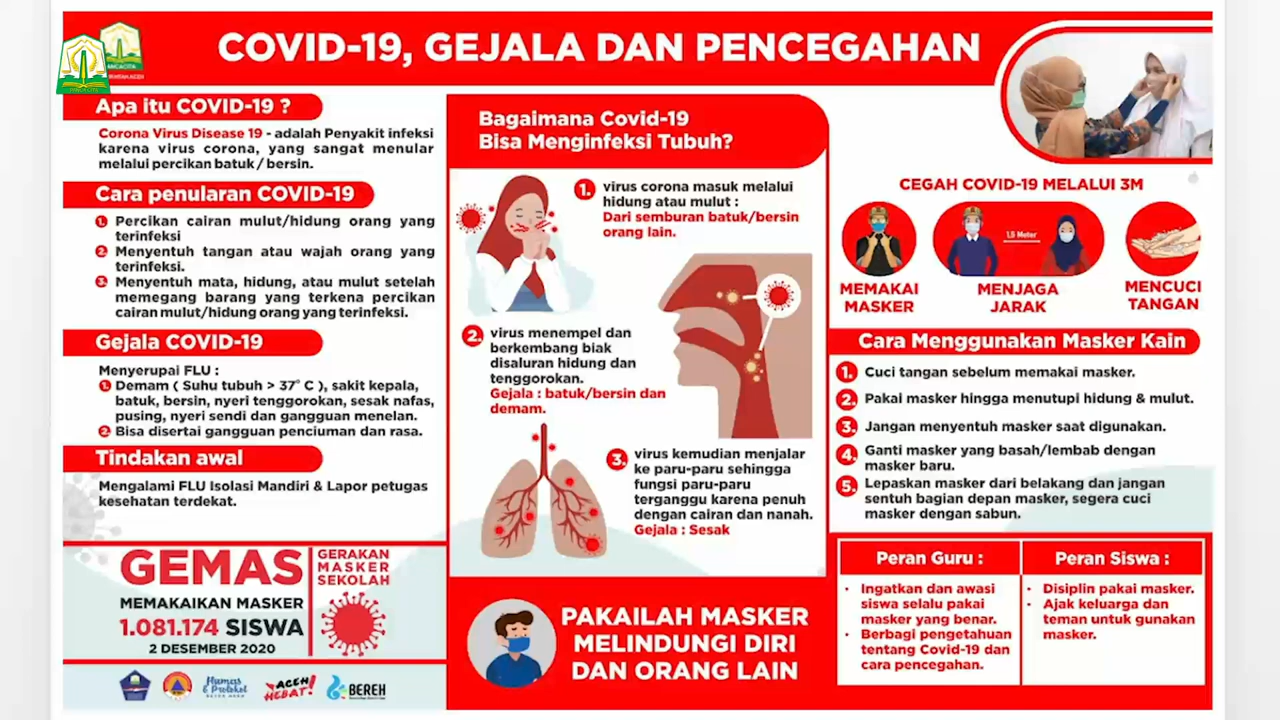 PANCACITA
COVID-19, GEJALA DAN PENCEGAHAN
Apa itu COVID-19 ?
Corona Virus Disease 19 - adalah Penyakit infeksi
karena virus corona, yang sangat menular
melalui percikan batuk / bersin.
Cara penularan COVID-19
1. Percikan cairan mulut/hidung orang yang
terinfeksi
2. Menyentuh tangan atau wajah orang yang
terinfeksi.
3. Menyentuh mata, hidung, atau mulut setelah
memegang barang yang terkena percikan
cairan mulut/hidung orang yang terinfeksi.
Gejala COVID-19
Menyerupai FLU :
1. Demam ( Suhu tubuh > 37° C ), sakit kepala,
batuk, bersin, nyeri tenggorokan, sesak nafas,
pusing, nyeri sendi dan gangguan menelan.
2. Bisa disertai gangguan penciuman dan rasa.
Tindakan awal
Mengalami FLU Isolasi Mandiri & Lapor petugas
kesehatan terdekat.
GEMAS
GERAKAN
MASKER
SEKOLAH
MEMAKAIKAN MASKER
1.081.174 SISWA
2 DESEMBER 2020
Humas
& Protokol
ACEH
HEBAT!
BEREH
Bagaimana Covid-19
Bisa Menginfeksi Tubuh?
1. virus corona masuk melalui
hidung atau mulut :
Dari semburan batuk/bersin
orang lain.
2. virus menempel dan
berkembang biak
disaluran hidung dan
tenggorokan.
Gejala : batuk/bersin dan
demam.
3. virus kemudian menjalar
ke paru-paru sehingga
fungsi paru-paru
terganggu karena penuh
dengan cairan dan nanah.
Gejala : Sesak
PAKAILAH MASKER
MELINDUNGI DIRI
DAN ORANG LAIN
CEGAH COVID-19 MELALUI 3M
1,5 Meter
MEMAKAI
MASKER
MENJAGA
JARAK
MENCUCI
TANGAN
Cara Menggunakan Masker Kain
1. Cuci tangan sebelum memakai masker.
2. Pakai masker hingga menutupi hidung & mulut.
3. Jangan menyentuh masker saat digunakan.
4. Ganti masker yang basah/lembab dengan
masker baru.
5. Lepaskan masker dari belakang dan jangan
sentuh bagian depan masker, segera cuci
masker dengan sabun.
Peran Guru :
• Ingatkan dan awasi
siswa selalu pakai
masker yang benar.
• Berbagi pengetahuan
tentang Covid-19 dan
cara pencegahan.
Peran Siswa :
• Disiplin pakai masker.
• Ajak keluarga dan
teman untuk gunakan
masker.